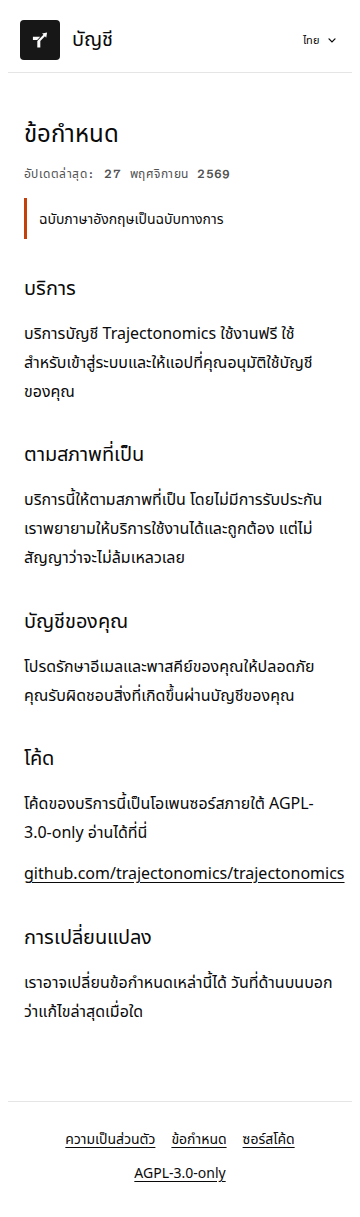 บัญชี
ไทย
ข้อกำหนด
อัปเดตล่าสุด: 27 พฤศจิกายน 2569
ฉบับภาษาอังกฤษเป็นฉบับทางการ
บริการ
บริการบัญชี Trajectonomics ใช้งานฟรี ใช้
สำหรับเข้าสู่ระบบและให้แอปที่คุณอนุมัติใช้บัญชี
ของคุณ
ตามสภาพที่เป็น
บริการนี้ให้ตามสภาพที่เป็น โดยไม่มีการรับประกัน
เราพยายามให้บริการใช้งานได้และถูกต้อง แต่ไม่
สัญญาว่าจะไม่ล้มเหลวเลย
บัญชีของคุณ
โปรดรักษาอีเมลและพาสคีย์ของคุณให้ปลอดภัย
คุณรับผิดชอบสิ่งที่เกิดขึ้นผ่านบัญชีของคุณ
โค้ด
โค้ดของบริการนี้เป็นโอเพนซอร์สภายใต้ AGPL-
3.0-only อ่านได้ที่นี่
github.com/trajectonomics/trajectonomics
การเปลี่ยนแปลง
เราอาจเปลี่ยนข้อกำหนดเหล่านี้ได้ วันที่ด้านบนบอก
ว่าแก้ไขล่าสุดเมื่อใด
ความเป็นส่วนตัว ข้อกำหนด ซอร์สโค้ด
AGPL-3.0-only